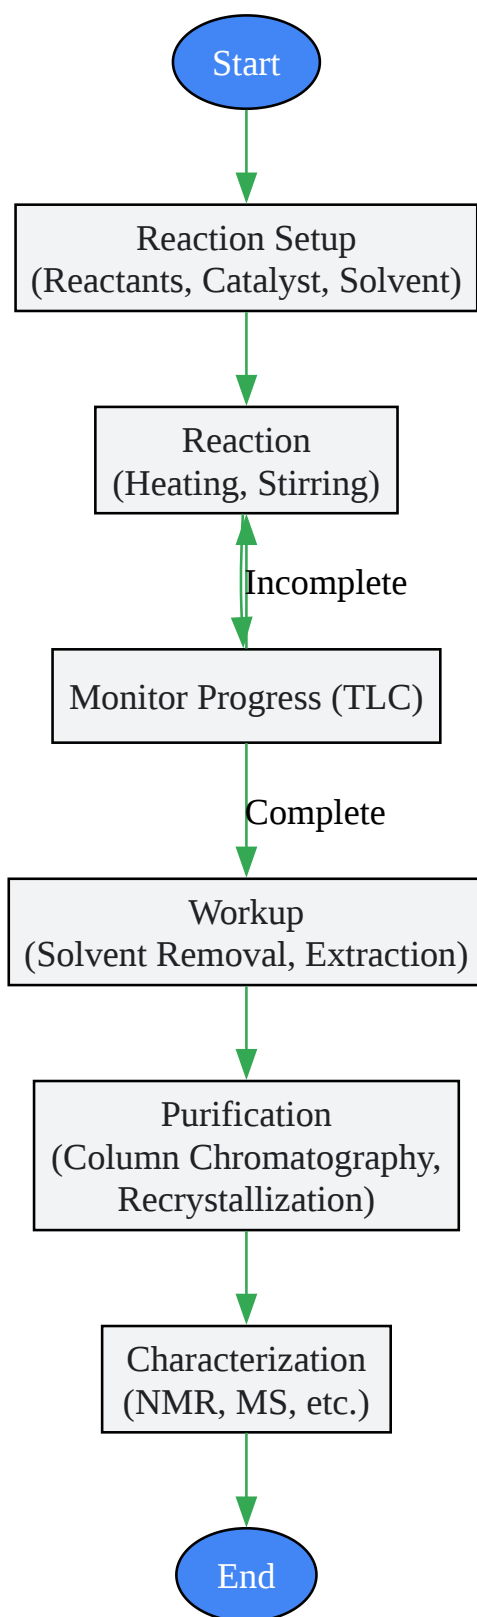 Start
Reaction Setup
(Reactants, Catalyst, Solvent)
Reaction
(Heating, Stirring)
Incomplete
Monitor Progress (TLC)
Complete
Workup
(Solvent Removal, Extraction)
Purification
(Column Chromatography,
Recrystallization)
Characterization
(NMR, MS, etc.)
End